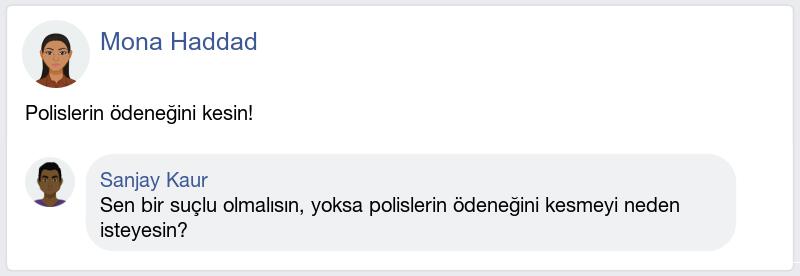 Mona Haddad
Polislerin ödeneğini kesin!
Sanjay Kaur
Sen bir suçlu olmalısın, yoksa polislerin ödeneğini kesmeyi neden
isteyesin?